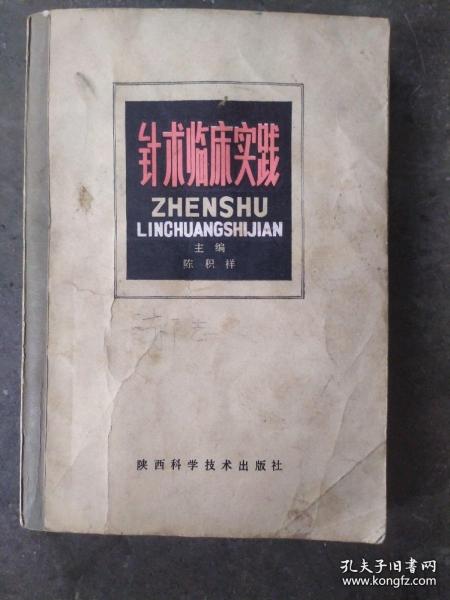 针术临床实践
ZHENSHU
LINCHUANGSHIJIAN
主编
陈积祥
陕西科学技术出版社
孔夫子旧书网
www.kongfz.com